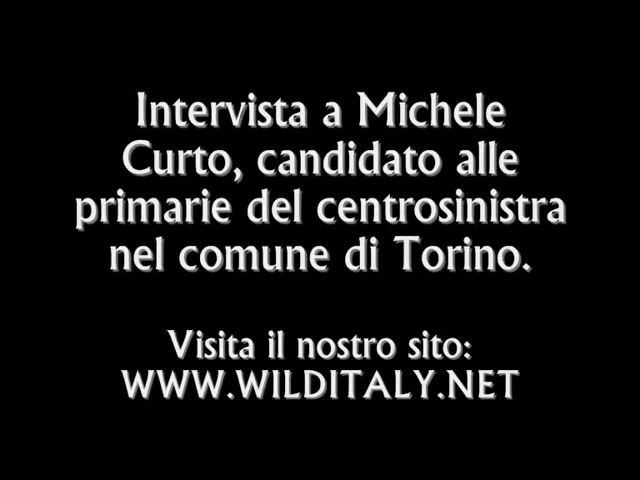 Intervista a Michele
Curto, candidato alle
primarie del centrosinistra
nel comune di Torino.
Visita il nostro sito:
WWW.WILDITALY.NET